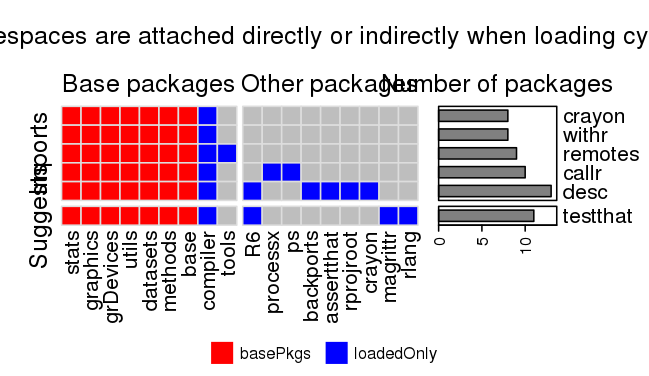 espaces are attached directly or indirectly when loading cy
Base packages
Other packages
Number of packages
Imports
Suggests
crayon
withr
remotes
callr
desc
testthat
stats
graphics
grDevices
utils
datasets
methods
base
compiler
tools
R6
processx
ps
backports
assertthat
rprojroot
crayon
magrittr
rlang
0
5
10
basePkgs
loadedOnly